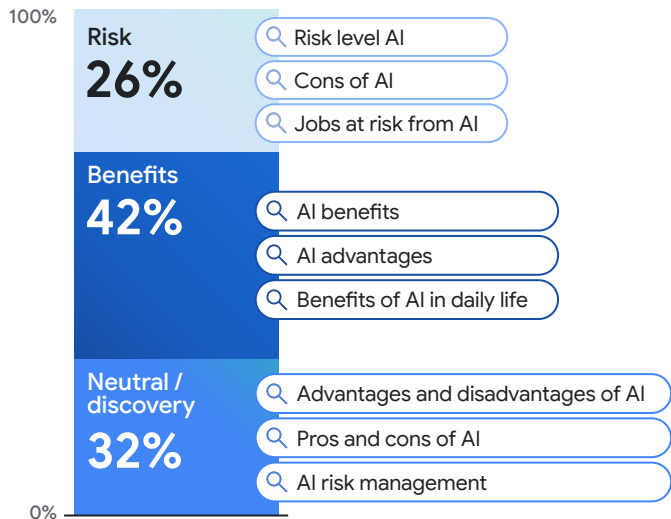 100%
Risk
26%
Risk level AI
Cons of AI
Jobs at risk from AI
Benefits
42%
AI benefits
AI advantages
Benefits of AI in daily life
Neutral /
discovery
32%
Advantages and disadvantages of AI
Pros and cons of AI
AI risk management
0%